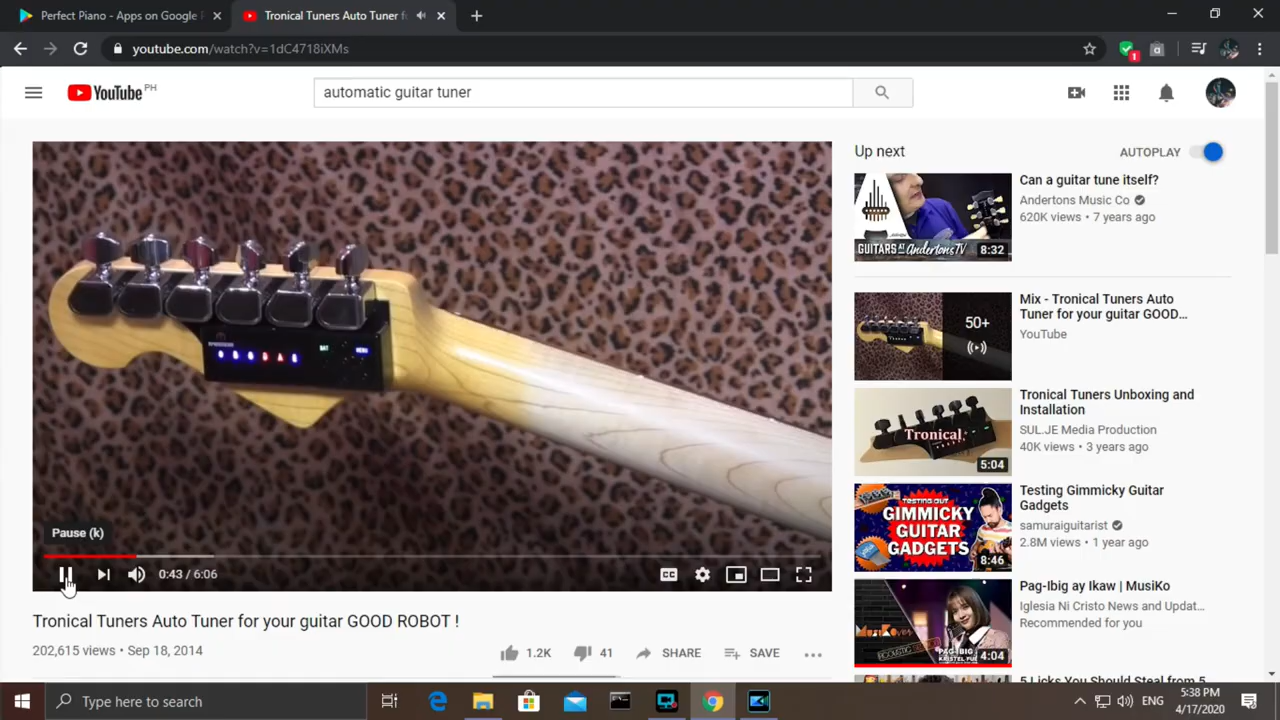 Perfect Piano - Apps on Google P
Tronical Tuners Auto Tuner f
youtube.com/watch?v=1dC4718iXMs
1
YouTube PH
automatic guitar tuner
Pause (k)
0:43 / 6:06
CC
Tronical Tuners Auto Tuner for your guitar GOOD ROBOT !
202,615 views • Sep 18, 2014
1.2K
41
SHARE
SAVE
Up next
AUTOPLAY
GUITARS AT AndertonsTV
8:32
Can a guitar tune itself?
Andertons Music Co
620K views • 7 years ago
50+
Mix - Tronical Tuners Auto
Tuner for your guitar GOOD...
YouTube
Tronical
5:04
Tronical Tuners Unboxing and
Installation
SUL.JE Media Production
40K views • 3 years ago
TESTING OUT
GIMMICKY
GUITAR
GADGETS
8:46
Testing Gimmicky Guitar
Gadgets
samuraiguitarist
2.8M views • 1 year ago
4:04
Pag-Ibig ay Ikaw | MusiKo
Iglesia Ni Cristo News and Updat...
Recommended for you
5 Licks You Should Steal from 5
Type here to search
ENG
5:38 PM
4/17/2020